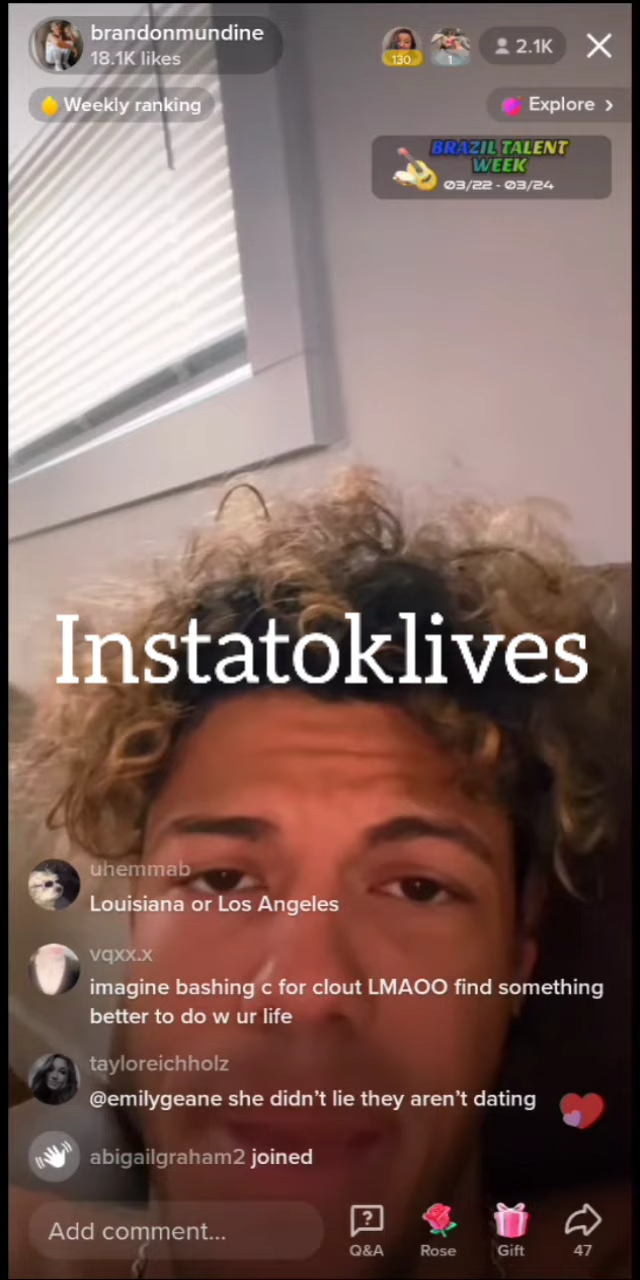 brandonmundine
18.1K likes
130
1
2.1K
Weekly ranking
Explore
BRAZIL TALENT
WEEK
03/22 - 03/24
Instatoklives
uhemmab
Louisiana or Los Angeles
vqxx.x
imagine bashing c for clout LMAOO find something
better to do w ur life
tayloreichholz
@emilygeane she didn't lie they aren't dating
abigailgraham2 joined
Add comment...
Q&A
Rose
Gift
47